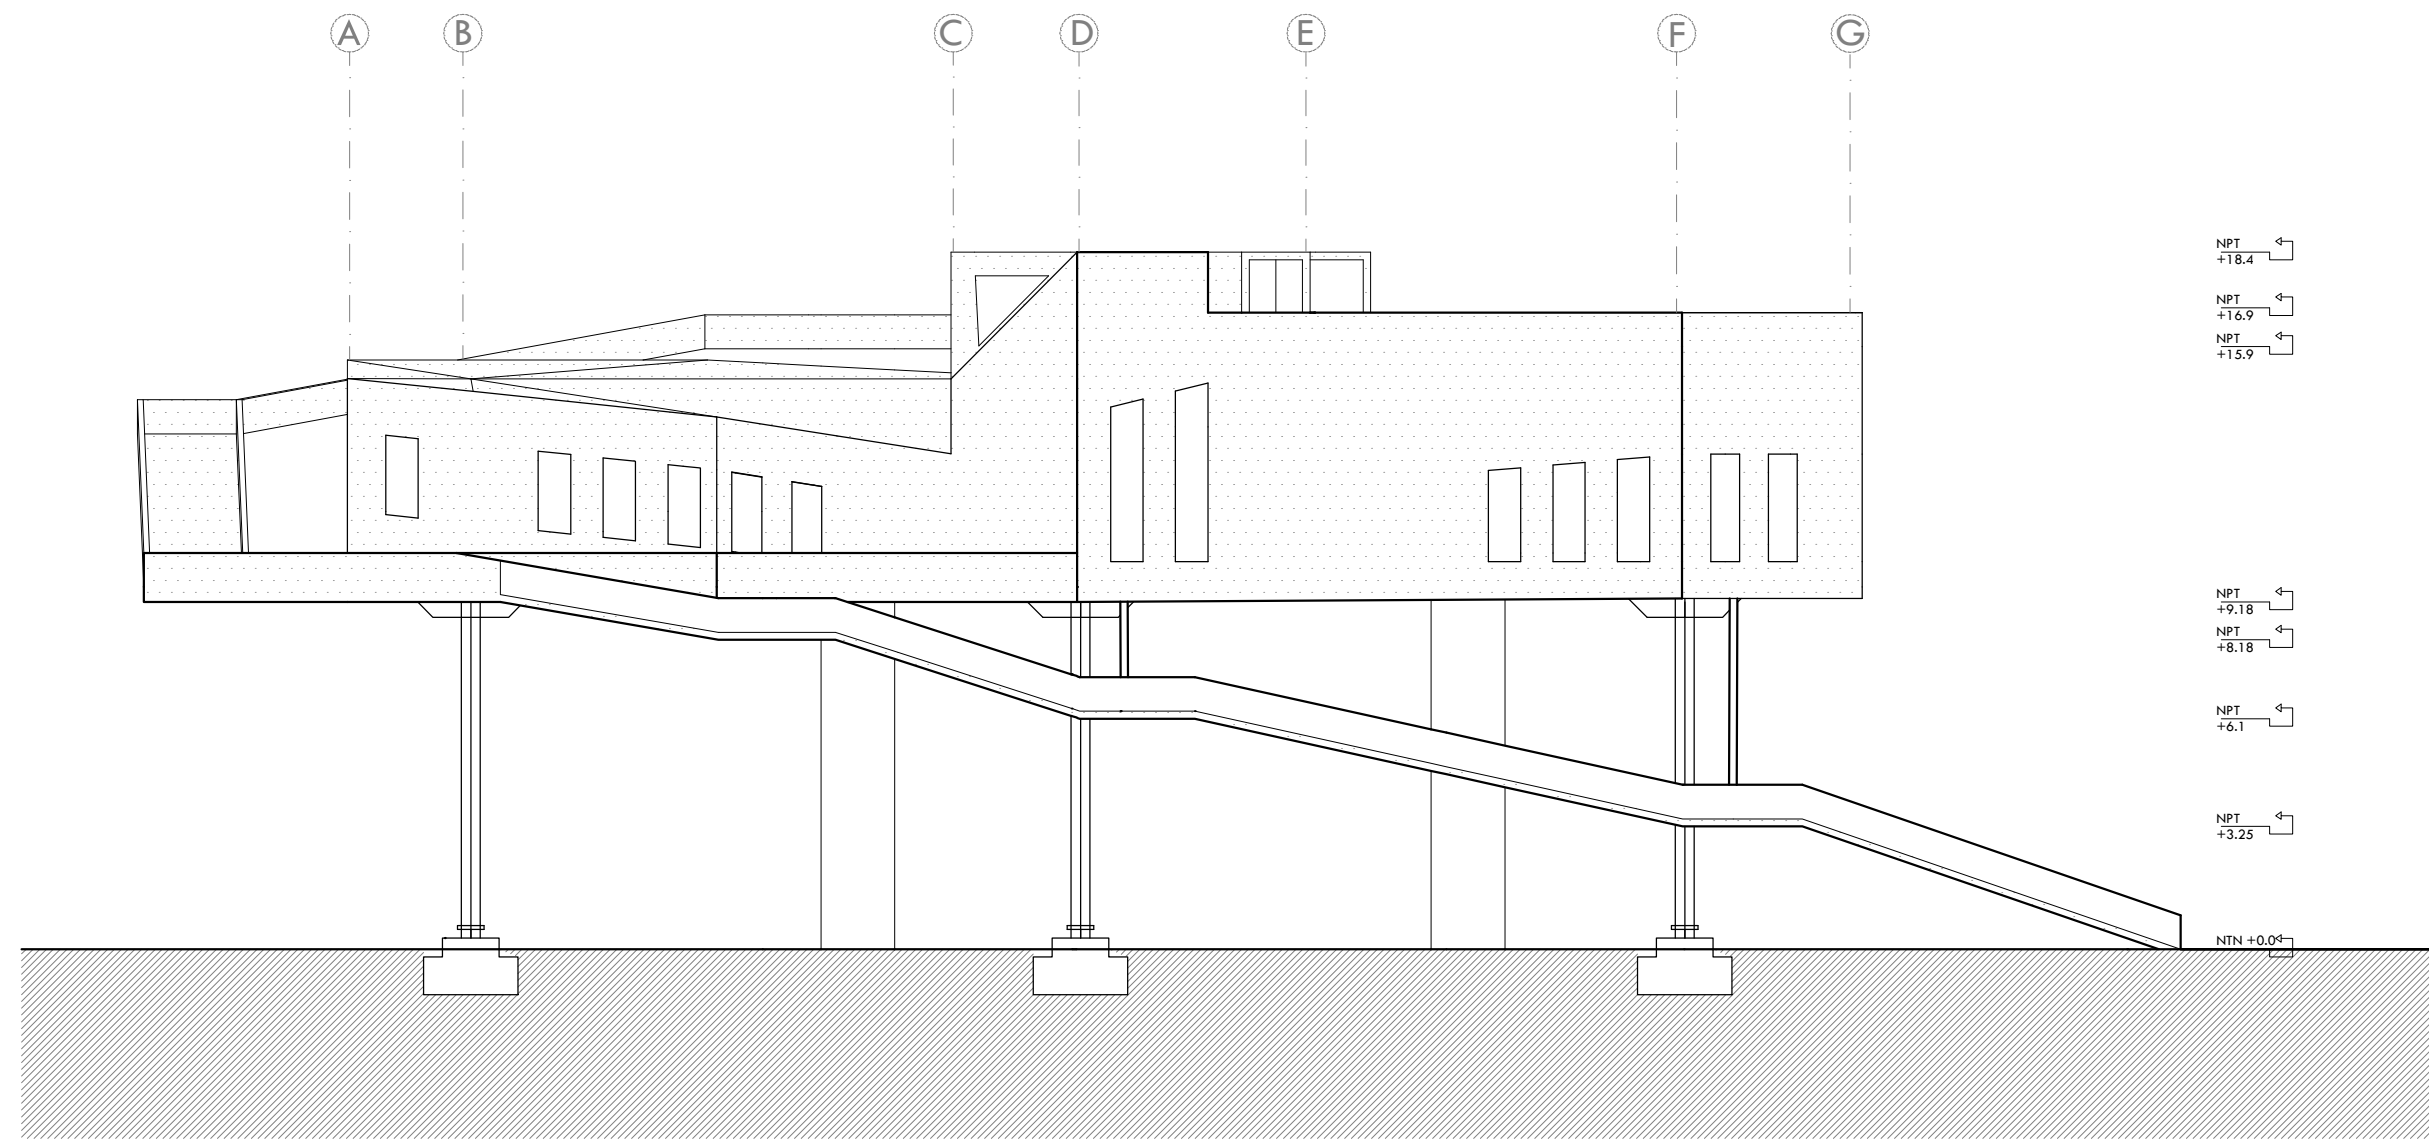 A B C D E F G
NPT
+18.4
NPT
+16.9
NPT
+15.9
NPT
+9.18
NPT
+8.18
NPT
+6.1
NPT
+3.25
NTN +0.0